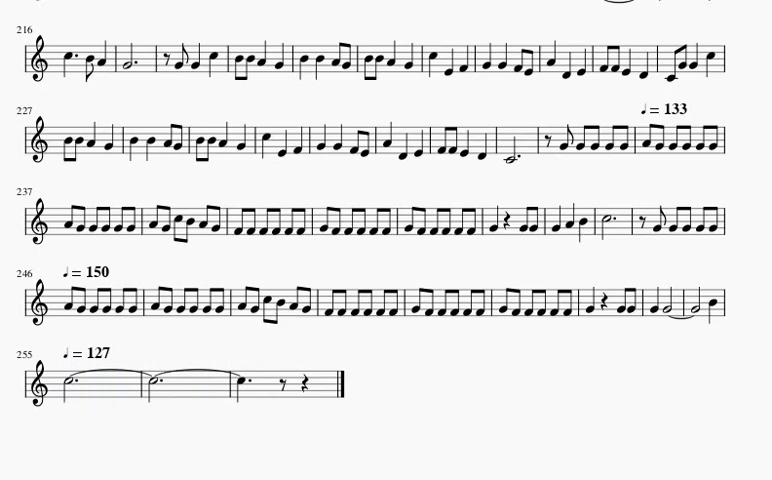 216
227
♩ = 133
237
246
♩ = 150
255
♩ = 127